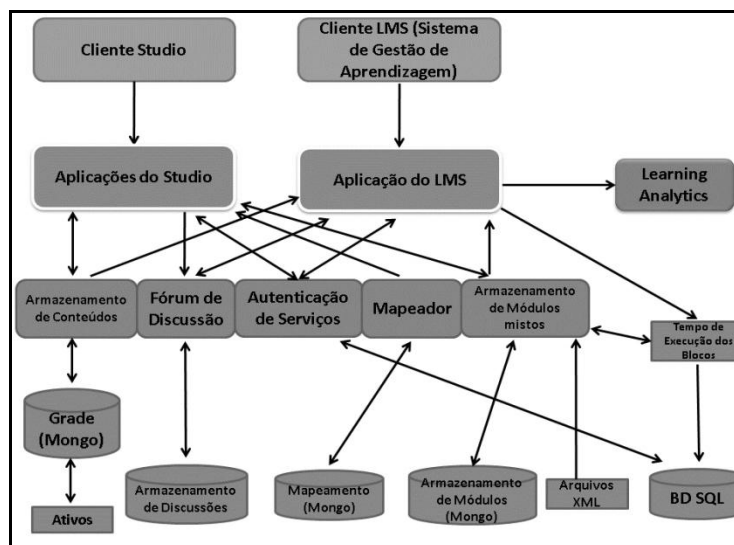 Cliente Studio
Cliente LMS (Sistema
de Gestão de
Aprendizagem)
Aplicações do Studio
Aplicação do LMS
Learning
Analytics
Armazenamento
de Conteúdos
Fórum de
Discussão
Autenticação
de Serviços
Mapeador
Armazenamento
de Módulos
mistos
Tempo de
Execução dos
Blocos
Grade
(Mongo)
Ativos
Armazenamento
de Discussões
Mapeamento
(Mongo)
Armazenamento
de Módulos
(Mongo)
Arquivos
XML
BD SQL